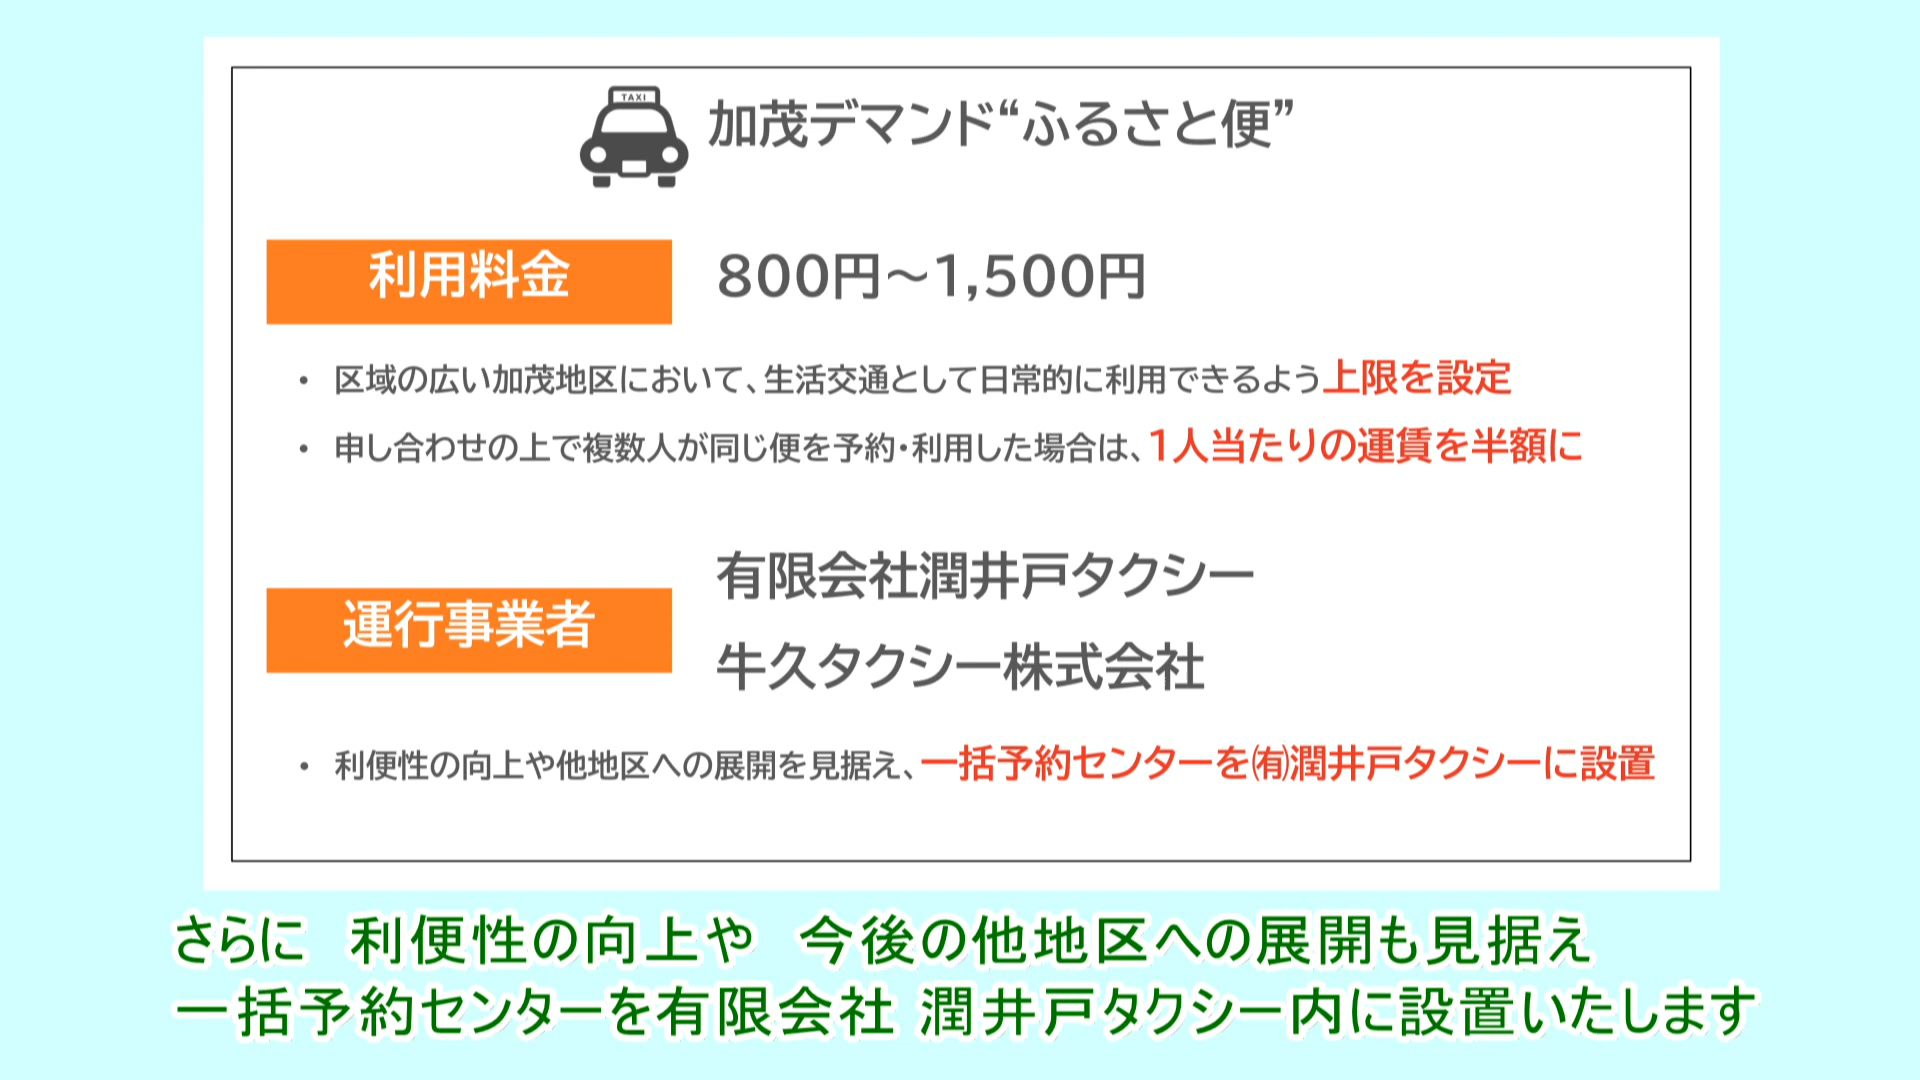 TAXI
加茂デマンド“ふるさと便”
利用料金
800円～1,500円
・ 区域の広い加茂地区において、生活交通として日常的に利用できるよう上限を設定
・ 申し合わせの上で複数人が同じ便を予約・利用した場合は、1人当たりの運賃を半額に
運行事業者
有限会社潤井戸タクシー
牛久タクシー株式会社
・ 利便性の向上や他地区への展開を見据え、一括予約センターを㈲潤井戸タクシーに設置
さらに　利便性の向上や　今後の他地区への展開も見据え
一括予約センターを有限会社 潤井戸タクシー内に設置いたします